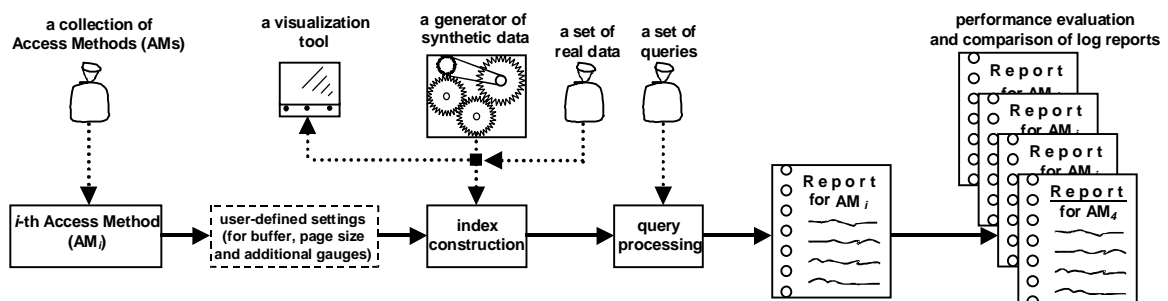 a collection of
Access Methods (AMs)
a visualization
tool
a generator of
synthetic data
a set of
real data
a set of
queries
performance evaluation
and comparison of log reports
i-th Access Method
(AMi)
user-defined settings
(for buffer, page size
and additional gauges)
index
construction
query
processing
Report
for AM i
Report
for AM i
Report
for AM i
Report
for AM i
Report
for AM4